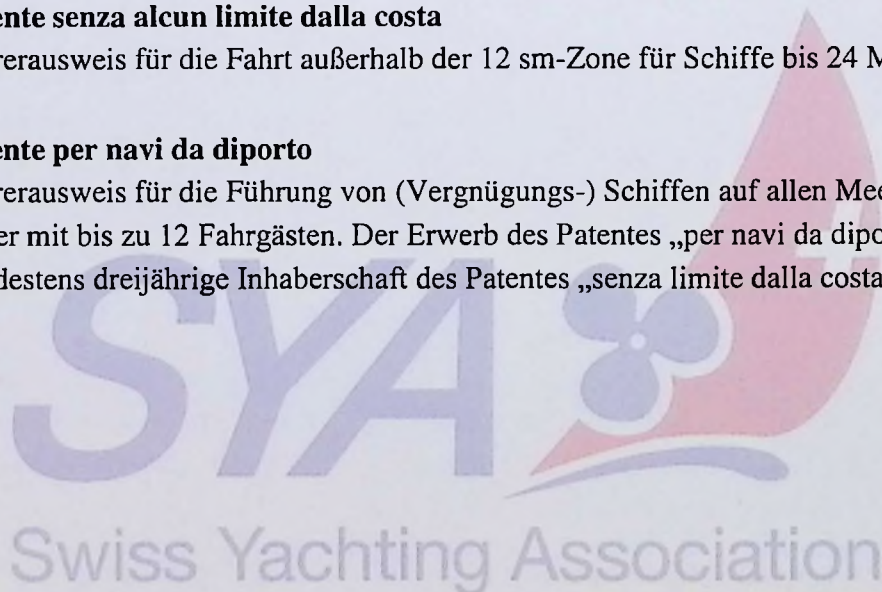 ente senza alcun limite dalla costa
rerausweis für die Fahrt außerhalb der 12 sm-Zone für Schiffe bis 24 M
ente per navi da diporto
rerausweis für die Führung von (Vergnügungs-) Schiffen auf allen Mee
er mit bis zu 12 Fahrgästen. Der Erwerb des Patentes „per navi da dipo
destens dreijährige Inhaberschaft des Patentes „senza limite dalla costa
SYA
Swiss Yachting Association